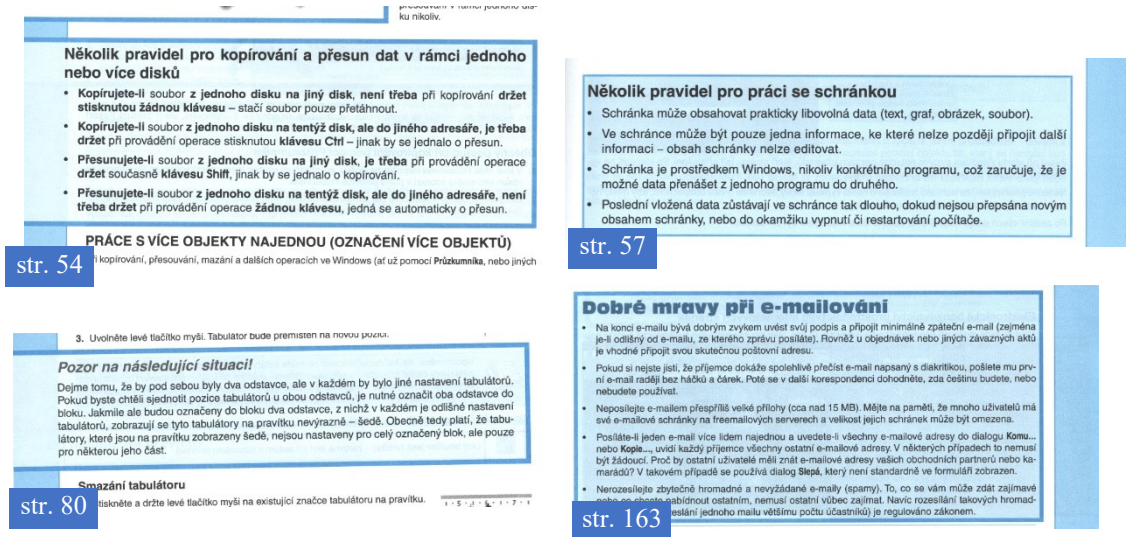 ku nikoliv.
Několik pravidel pro kopírování a přesun dat v rámci jednoho
nebo více disků
• Kopírujete-li soubor z jednoho disku na jiný disk, není třeba při kopírování držet
stisknutou žádnou klávesu – stačí soubor pouze přetáhnout.
• Kopírujete-li soubor z jednoho disku na tentýž disk, ale do jiného adresáře, je třeba
držet při provádění operace stisknutou klávesu Ctrl – jinak by se jednalo o přesun.
• Přesunujete-li soubor z jednoho disku na jiný disk, je třeba při provádění operace
držet současně klávesu Shift, jinak by se jednalo o kopírování.
• Přesunujete-li soubor z jednoho disku na tentýž disk, ale do jiného adresáře, není
třeba držet při provádění operace žádnou klávesu, jedná se automaticky o přesun.
PRÁCE S VÍCE OBJEKTY NAJEDNOU (OZNAČENÍ VÍCE OBJEKTŮ)
při kopírování, přesouvání, mazání a dalších operacích ve Windows (ať už pomocí Průzkumníka, nebo jiných
str. 54
Několik pravidel pro práci se schránkou
• Schránka může obsahovat prakticky libovolná data (text, graf, obrázek, soubor).
• Ve schránce může být pouze jedna informace, ke které nelze později připojit další
informaci – obsah schránky nelze editovat.
• Schránka je prostředkem Windows, nikoliv konkrétního programu, což zaručuje, že je
možné data přenášet z jednoho programu do druhého.
• Poslední vložená data zůstávají ve schránce tak dlouho, dokud nejsou přepsána novým
obsahem schránky, nebo do okamžiku vypnutí či restartování počítače.
str. 57
3. Uvolněte levé tlačítko myši. Tabulátor bude přemístěn na novou pozici.
Pozor na následující situaci!
Dejme tomu, že by pod sebou byly dva odstavce, ale v každém by bylo jiné nastavení tabulátorů.
Pokud byste chtěli sjednotit pozice tabulátorů u obou odstavců, je nutné označit oba odstavce do
bloku. Jakmile ale budou označeny do bloku dva odstavce, z nichž v každém je odlišné nastavení
tabulátorů, zobrazují se tyto tabulátory na pravítku nevýrazně – šedě. Obecně tedy platí, že tabu-
látory, které jsou na pravítku zobrazeny šedě, nejsou nastaveny pro celý označený blok, ale pouze
pro některou jeho část.
Smazání tabulátoru
tiskněte a držte levé tlačítko myši na existující značce tabulátoru na pravítku.
str. 80
Dobré mravy při e-mailování
• Na konci e-mailu bývá dobrým zvykem uvést svůj podpis a připojit minimálně zpáteční e-mail (zejména
je-li odlišný od e-mailu, ze kterého zprávu posíláte). Rovněž u objednávek nebo jiných závazných aktů
je vhodné připojit svou skutečnou poštovní adresu.
• Pokud si nejste jisti, že příjemce dokáže spolehlivě přečíst e-mail napsaný s diakritikou, pošlete mu prv-
ní e-mail raději bez háčků a čárek. Poté se v další korespondenci dohodněte, zda češtinu budete, nebo
nebudete používat.
• Neposílejte e-mailem přespříliš velké přílohy (cca nad 15 MB). Mějte na paměti, že mnoho uživatelů má
své e-mailové schránky na freemailových serverech a velikost jejich schránek může být omezena.
• Posíláte-li jeden e-mail více lidem najednou a uvedete-li všechny e-mailové adresy do dialogu Komu...
nebo Kopie..., uvidí každý příjemce všechny ostatní e-mailové adresy. V některých případech to nemusí
být žádoucí. Proč by ostatní uživatelé měli znát e-mailové adresy vašich obchodních partnerů nebo ka-
marádů? V takovém případě se používá dialog Slepá, který není standardně ve formuláři zobrazen.
• Nerozesílejte zbytečně hromadné a nevyžádané e-maily (spamy). To, co se vám může zdát zajímavé
nabídnout ostatním, nemusí ostatní vůbec zajímat. Navíc rozesílání takových hromad-
eslání jednoho mailu většímu počtu účastníků) je regulováno zákonem.
str. 163